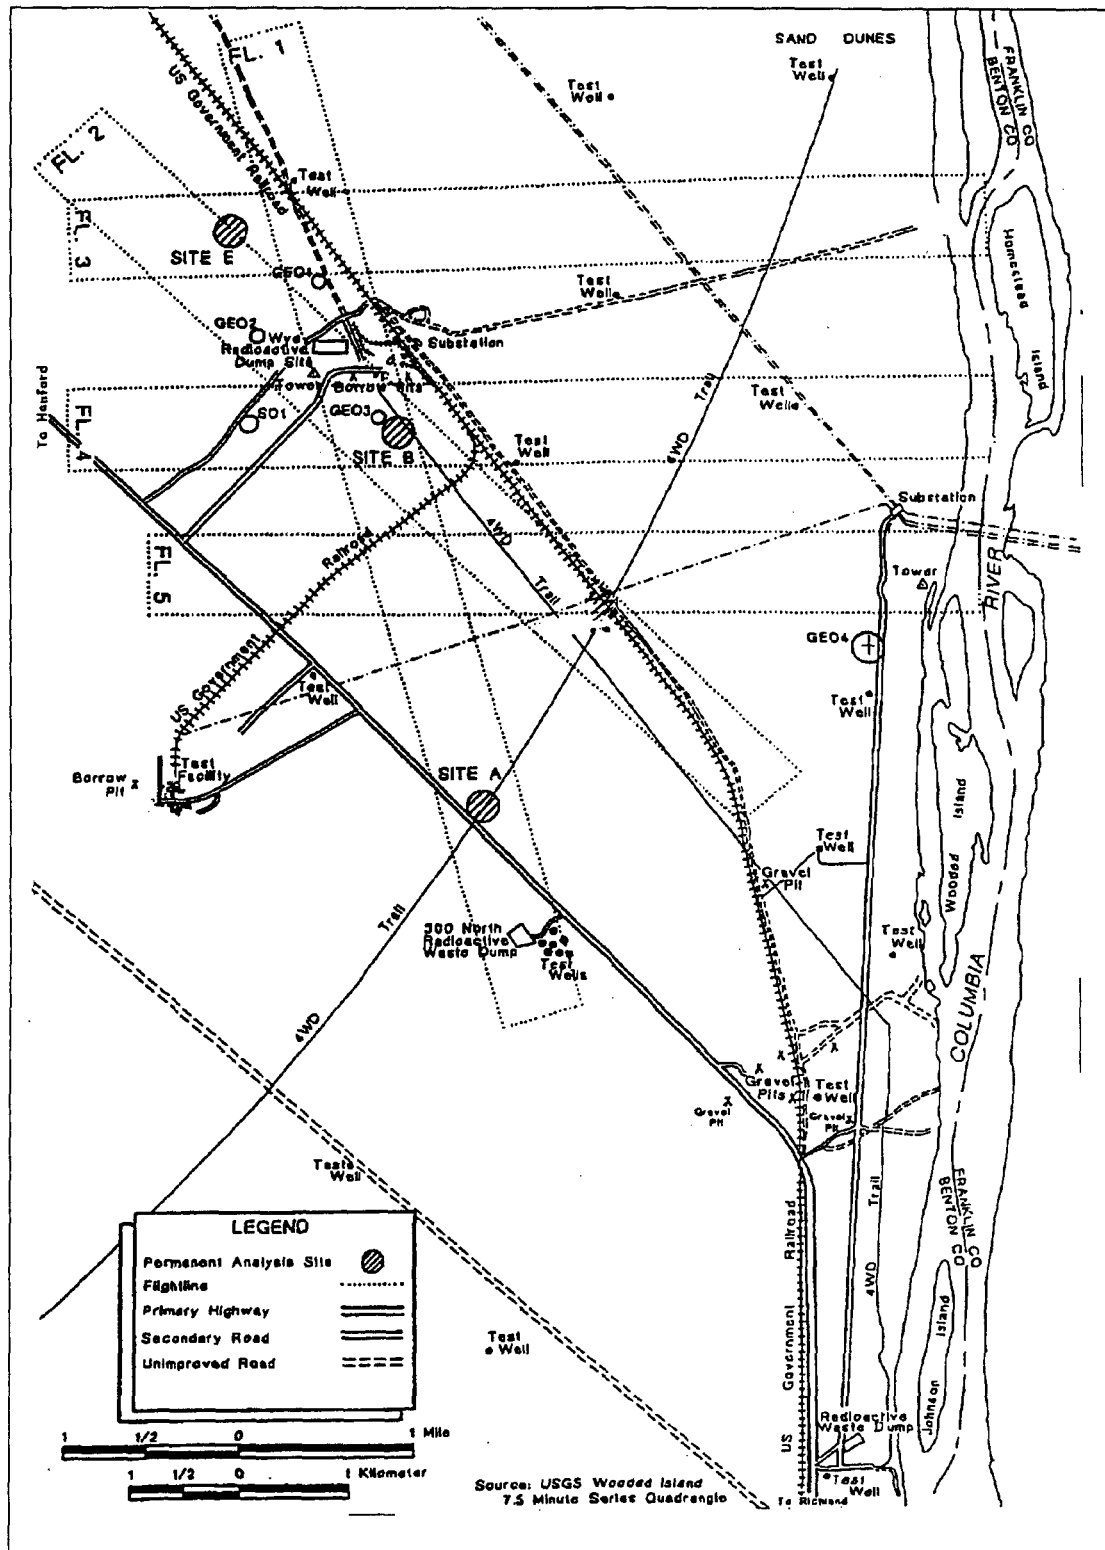 SAND DUNES
Test
Well
Test
Well
FRANKLIN CO
BENTON CO
FL. 1
US Government Railroad
FL. 2
Test
Well
FL. 3
SITE E
GEO1
Homestead
Island
Test
Well
GEO2
Wye
Radioactive
Dump Site
Substation
Tower
Borrow Pits
Test
Well
Trail
4WD
To Hanford
FL. 4
SO1
GEO3
SITE B
Test
Well
Substation
4WD
Trail
Railroad
FL. 5
RIVER
Tower
GEO4
US Government
Test
Well
Test
Well
Borrow
Pit
Test
Facility
SITE A
Wooded
Island
Test
Well
Gravel
Pit
Trail
300 North
Radioactive
Waste Dump
Test
Wells
Test
Well
4WD
COLUMBIA
Gravel
Pits
Test
Well
Gravel
Pit
Gravel
Pit
Test
Well
Trail
4WD
FRANKLIN CO
BENTON CO
US Government Railroad
Johnson
Island
LEGEND
Permanent Analysis Site
Flightline
Primary Highway
Secondary Road
Unimproved Road
Test
Well
Radioactive
Waste Dump
1 1/2 0 1 Mile
1 1/2 0 1 Kilometer
Source: USGS Wooded Island
7.5 Minute Series Quadrangle
Test
Well
To Richland